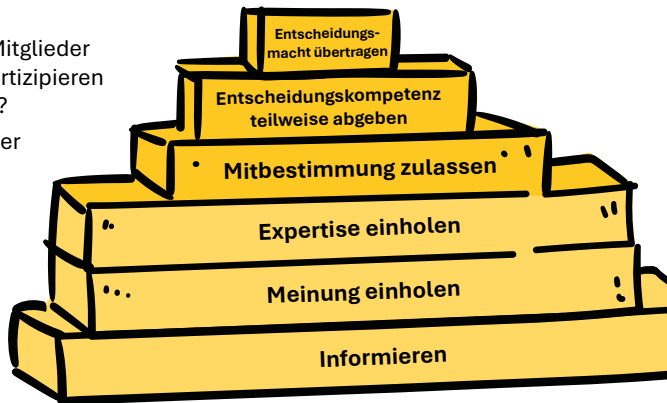 Mitglieder
rtizipieren
?
er
Entscheidungs-
macht übertragen
Entscheidungskompetenz
teilweise abgeben
Mitbestimmung zulassen
Expertise einholen
Meinung einholen
Informieren